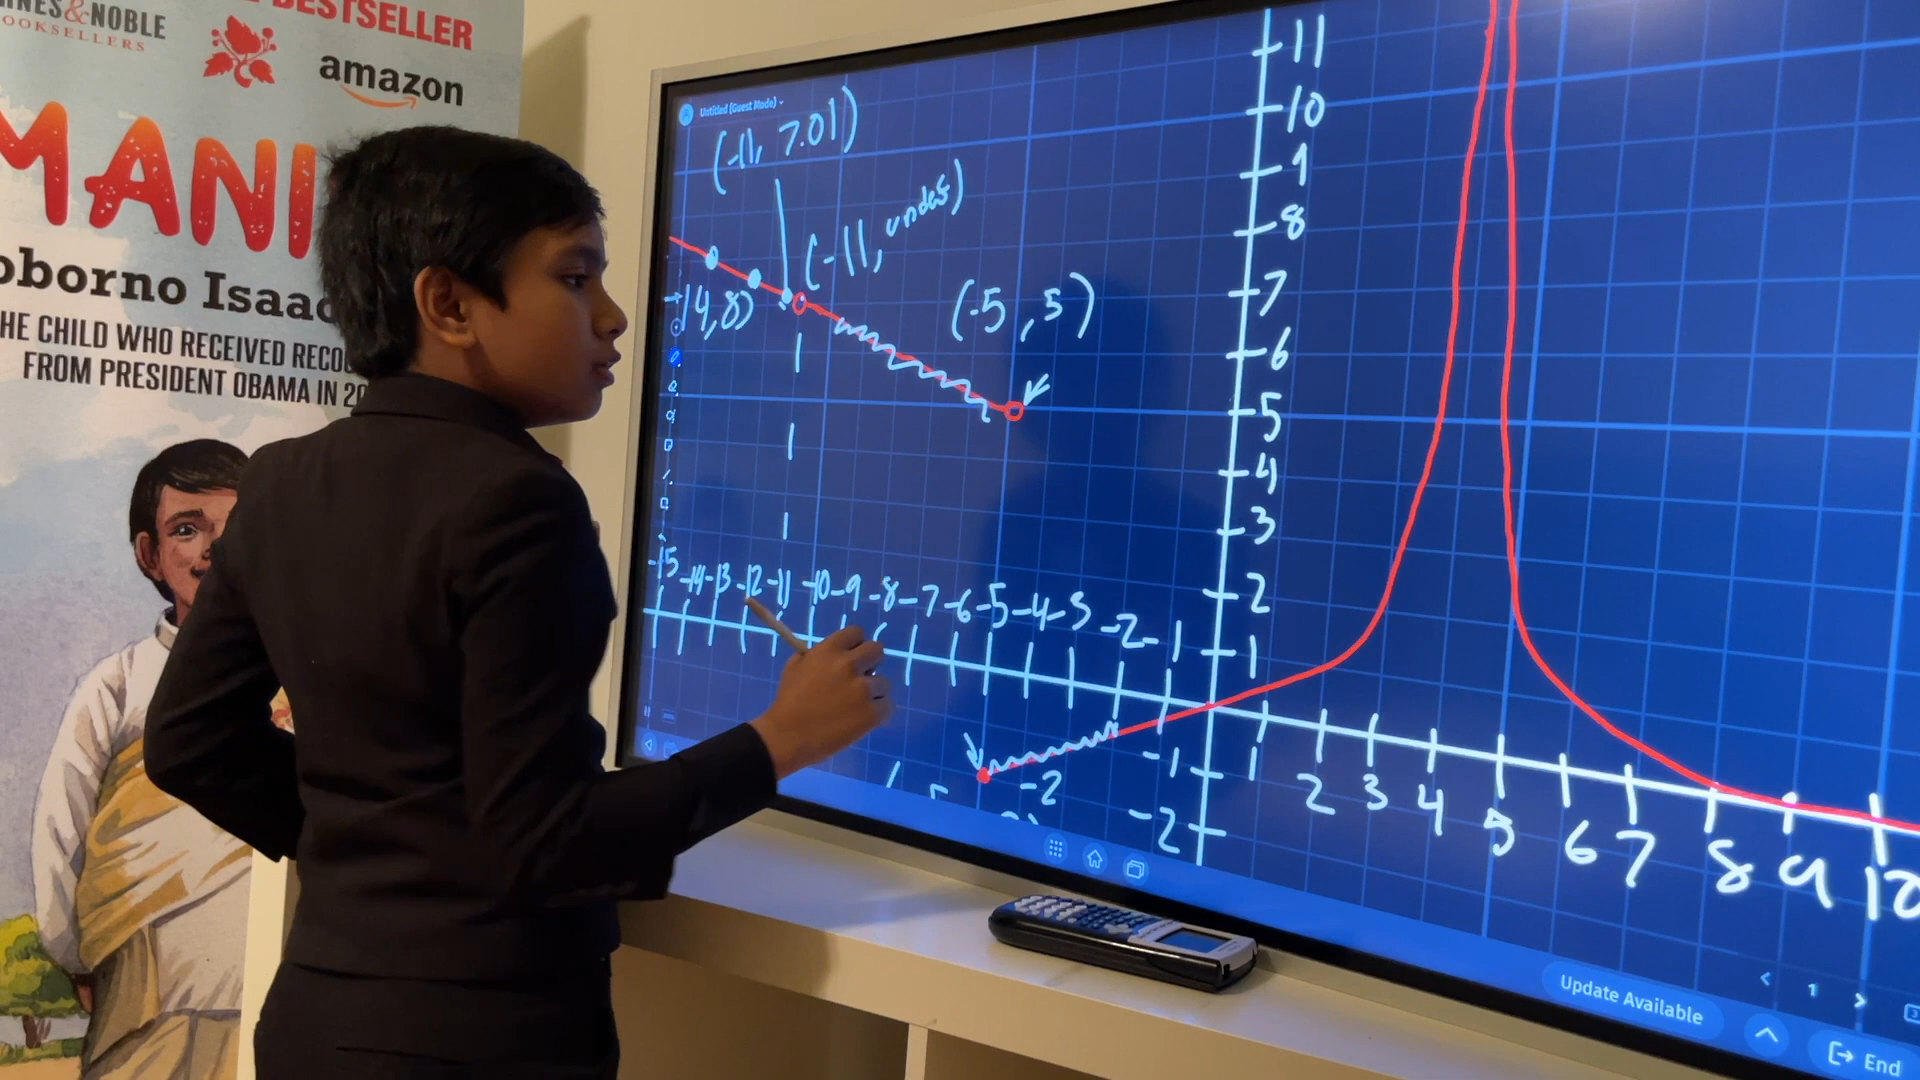 RNES&NOBLE
OOKSELLERS
BESTSELLER
amazon
MANI
oborno Isaac
HE CHILD WHO RECEIVED RECO
FROM PRESIDENT OBAMA IN 20
Untitled (Guest Mode)
(-11, 7.01)
(-11, undef)
14,8)
(-5, 5)
11
10
9
8
7
6
5
4
3
2
1
-15 -14 -13 -12 -11 -10 -9 -8 -7 -6 -5 -4 -3 -2 -1
-1
-2
-2
1 2 3 4 5 6 7 8 9 10
Update Available
< 1 >
End